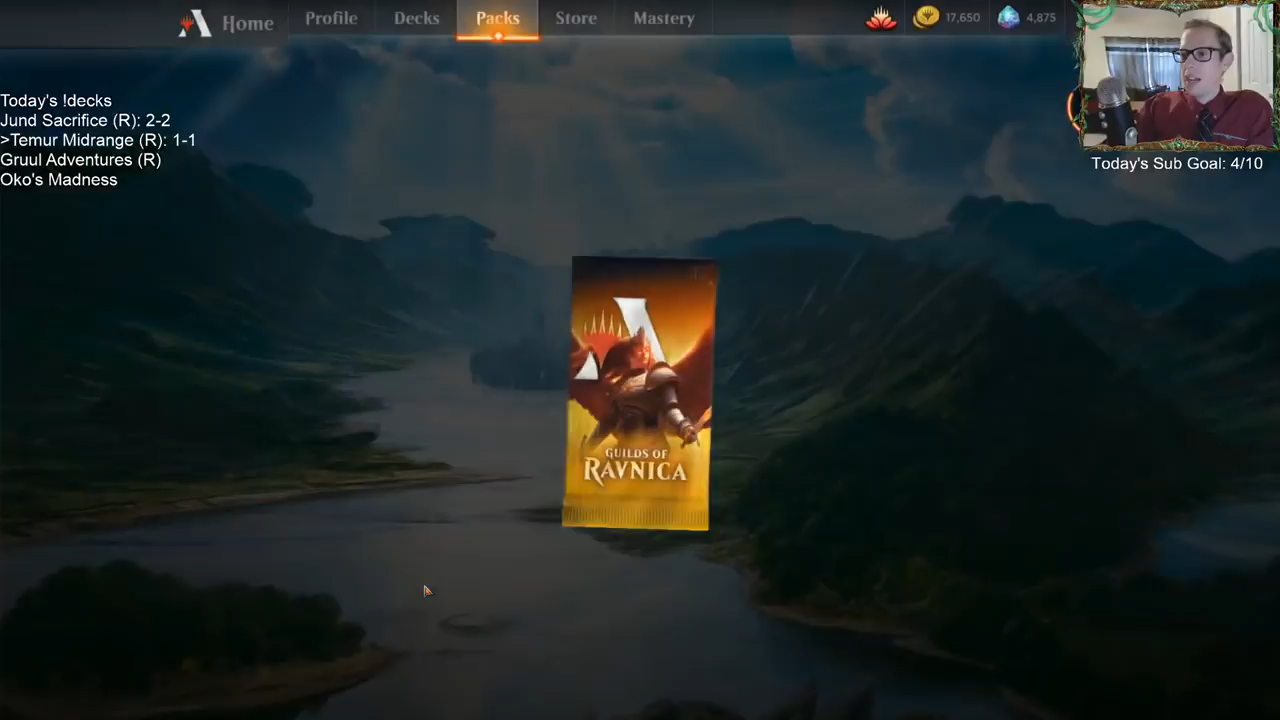 Home
Profile
Decks
Packs
Store
Mastery
17,650
4,875
Today's !decks
Jund Sacrifice (R): 2-2
>Temur Midrange (R): 1-1
Gruul Adventures (R)
Oko's Madness
Today's Sub Goal: 4/10
GUILDS OF
RAVNICA